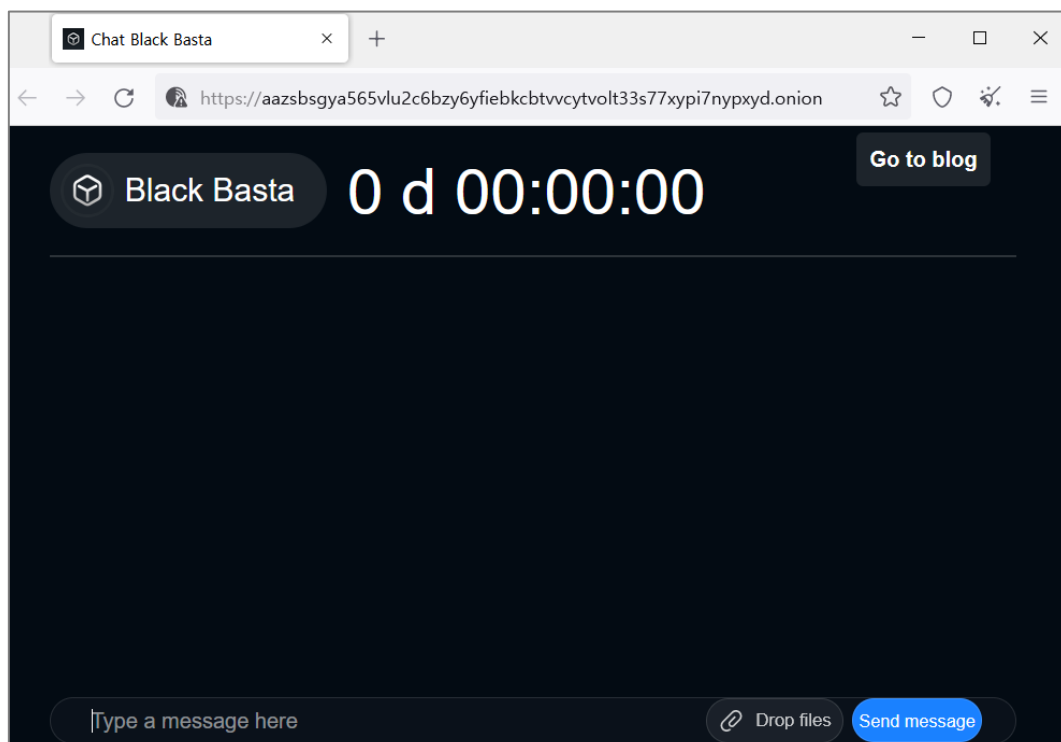 Chat Black Basta
https://aazsbsgya565vlu2c6bzy6yfiebkcbtvvcytvolt33s77xypi7nypxyd.onion
Go to blog
Black Basta
0 d 00:00:00
Type a message here
Drop files
Send message